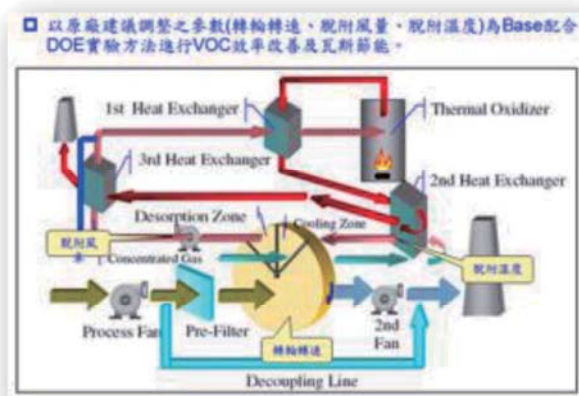 以原廠建議調整之參數(轉輪轉速、脫附風量、脫附溫度)為Base配合
DOE實驗方法進行VOC效率改善及瓦斯節能。
1st Heat Exchanger
Thermal Oxidizer
3rd Heat Exchanger
2nd Heat Exchanger
Desorption Zone
Cooling Zone
脫附風
Concentrated Gas
脫附溫度
Process Fan
Pre-Filter
轉輪轉速
2nd
Fan
Decoupling Line